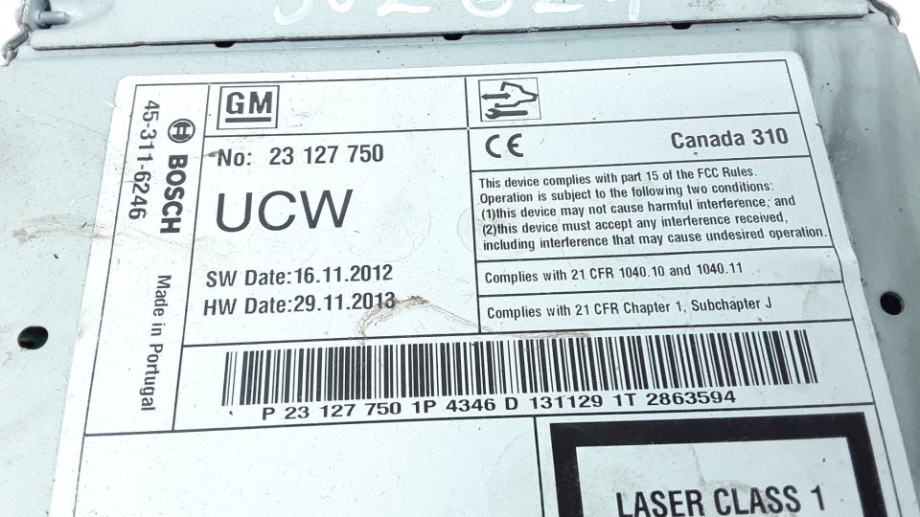 GM
No: 23 127 750
UCW
SW Date:16.11.2012
HW Date:29.11.2013
BOSCH
45-311-6246
Made in Portugal
CE
Canada 310
This device complies with part 15 of the FCC Rules.
Operation is subject to the following two conditions:
(1)this device may not cause harmful interference, and
(2)this device must accept any interference received,
including interference that may cause undesired operation.
Complies with 21 CFR 1040.10 and 1040.11
Complies with 21 CFR Chapter 1, Subchapter J
P 23 127 750 1P 4346 D 131129 1T 2863594
LASER CLASS 1